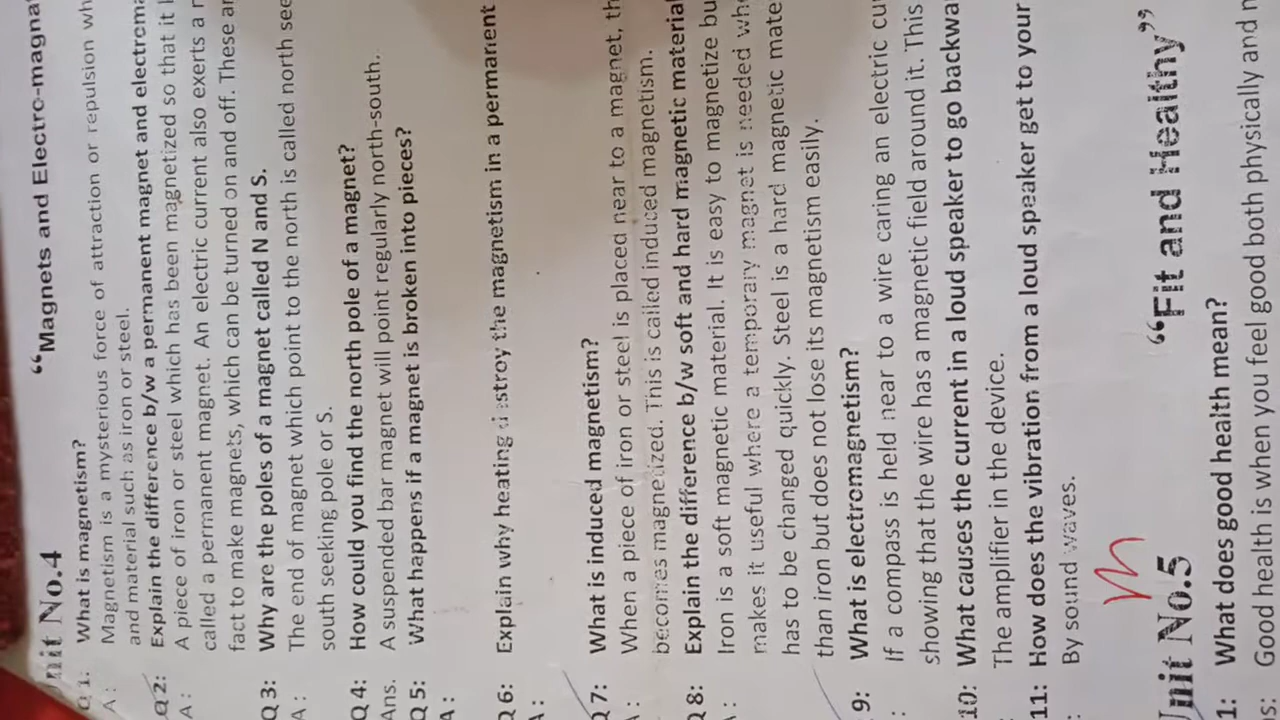 Unit No.4 “Magnets and Electro-magnet
Q 1: What is magnetism?
A : Magnetism is a mysterious force of attraction or repulsion wh
and material such as iron or steel.
Q 2: Explain the difference b/w a permanent magnet and electroma
A : A piece of iron or steel which has been magnetized so that it l
called a permanent magnet. An electric current also exerts a
fact to make magnets, which can be turned on and off. These ar
Q 3: Why are the poles of a magnet called N and S.
A : The end of magnet which point to the north is called north see
south seeking pole or S.
Q 4: How could you find the north pole of a magnet?
Ans. A suspended bar magnet will point regularly north-south.
Q 5: What happens if a magnet is broken into pieces?
A :
Q 6: Explain why heating destroy the magnetism in a permanent
A:
Q 7: What is induced magnetism?
A : When a piece of iron or steel is placed near to a magnet, th
becomes magnetized. This is called induced magnetism.
Q 8: Explain the difference b/w soft and hard magnetic material
: Iron is a soft magnetic material. It is easy to magnetize bu
makes it useful where a temporary magnet is needed whe
has to be changed quickly. Steel is a hard magnetic mate
than iron but does not lose its magnetism easily.
9: What is electromagnetism?
: If a compass is held near to a wire caring an electric cu
showing that the wire has a magnetic field around it. This
10: What causes the current in a loud speaker to go backwa
The amplifier in the device.
11: How does the vibration from a loud speaker get to your
: By sound waves.
Unit No.5 “Fit and Healthy”
1: What does good health mean?
s: Good health is when you feel good both physically and